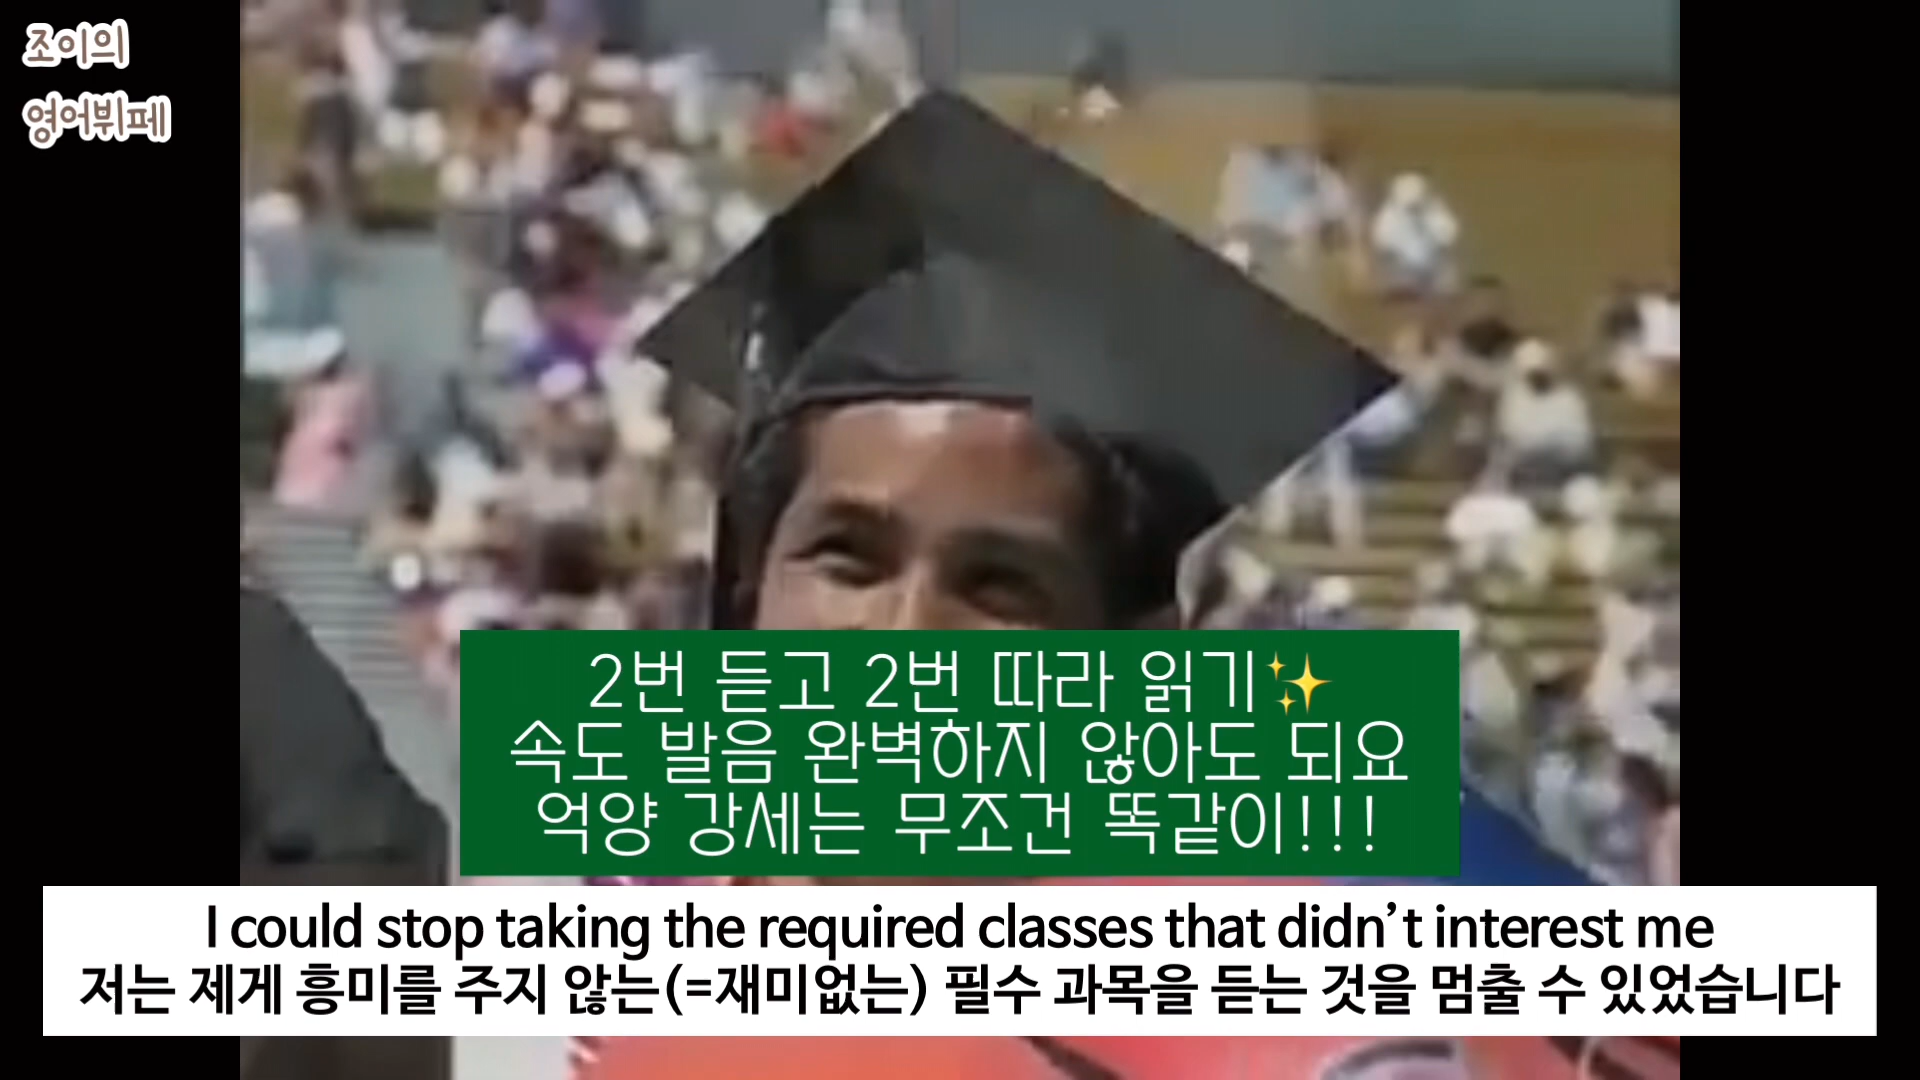 조이의
영어뷔페
2번 듣고 2번 따라 읽기✨
속도 발음 완벽하지 않아도 되요
억양 강세는 무조건 똑같이!!!
I could stop taking the required classes that didn’t interest me
저는 제게 흥미를 주지 않는(=재미없는) 필수 과목을 듣는 것을 멈출 수 있었습니다